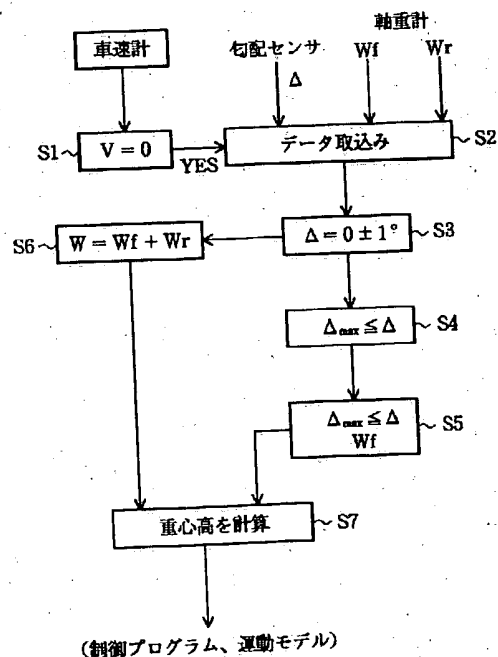 車速計
勾配センサ
軸重計
Wf
Wr
Δ
S1
V = 0
YES
データ取込み
S2
S6
W = Wf + Wr
Δ = 0 ± 1°
S3
Δmax ≦ Δ
S4
Δmax ≦ Δ
Wf
S5
重心高を計算
S7
(制御プログラム、運動モデル)